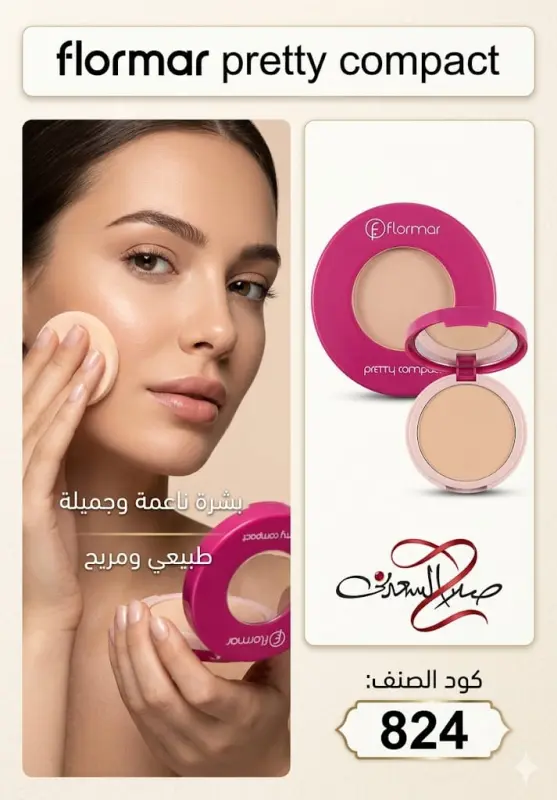 flormar pretty compact
flormar
pretty compact
بشرة ناعمة وجميلة
طبيعي ومريح
pretty compact
flormar
كود الصنف:
824